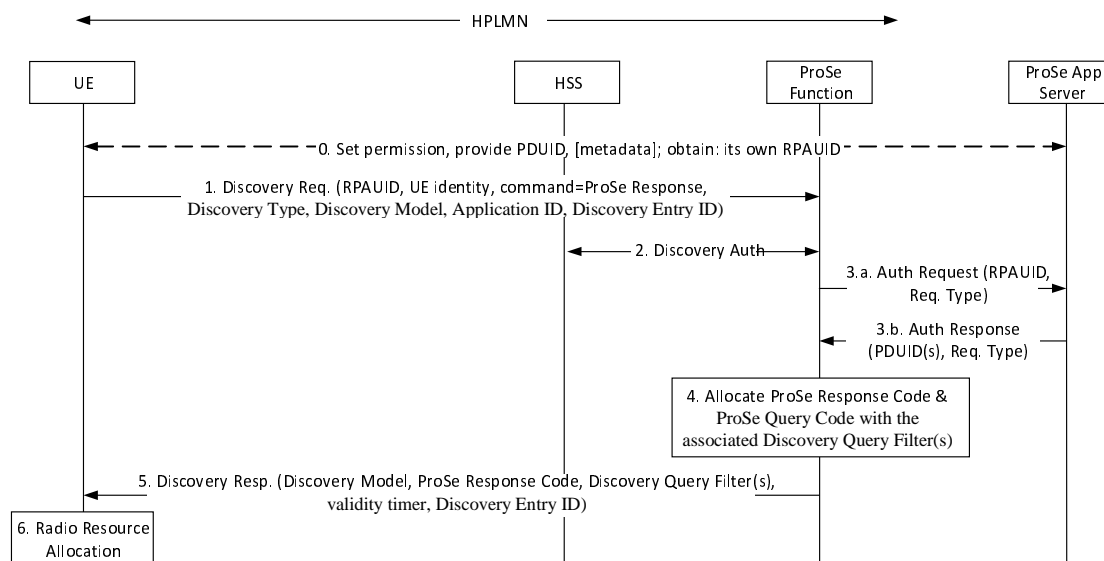 HPLMN
UE
HSS
ProSe
Function
ProSe App
Server
0. Set permission, provide PDUID, [metadata]; obtain: its own RPAUID
1. Discovery Req. (RPAUID, UE identity, command=ProSe Response,
Discovery Type, Discovery Model, Application ID, Discovery Entry ID)
2. Discovery Auth
3.a. Auth Request (RPAUID,
Req. Type)
3.b. Auth Response
(PDUID(s), Req. Type)
4. Allocate ProSe Response Code &
ProSe Query Code with the
associated Discovery Query Filter(s)
5. Discovery Resp. (Discovery Model, ProSe Response Code, Discovery Query Filter(s),
validity timer, Discovery Entry ID)
6. Radio Resource
Allocation